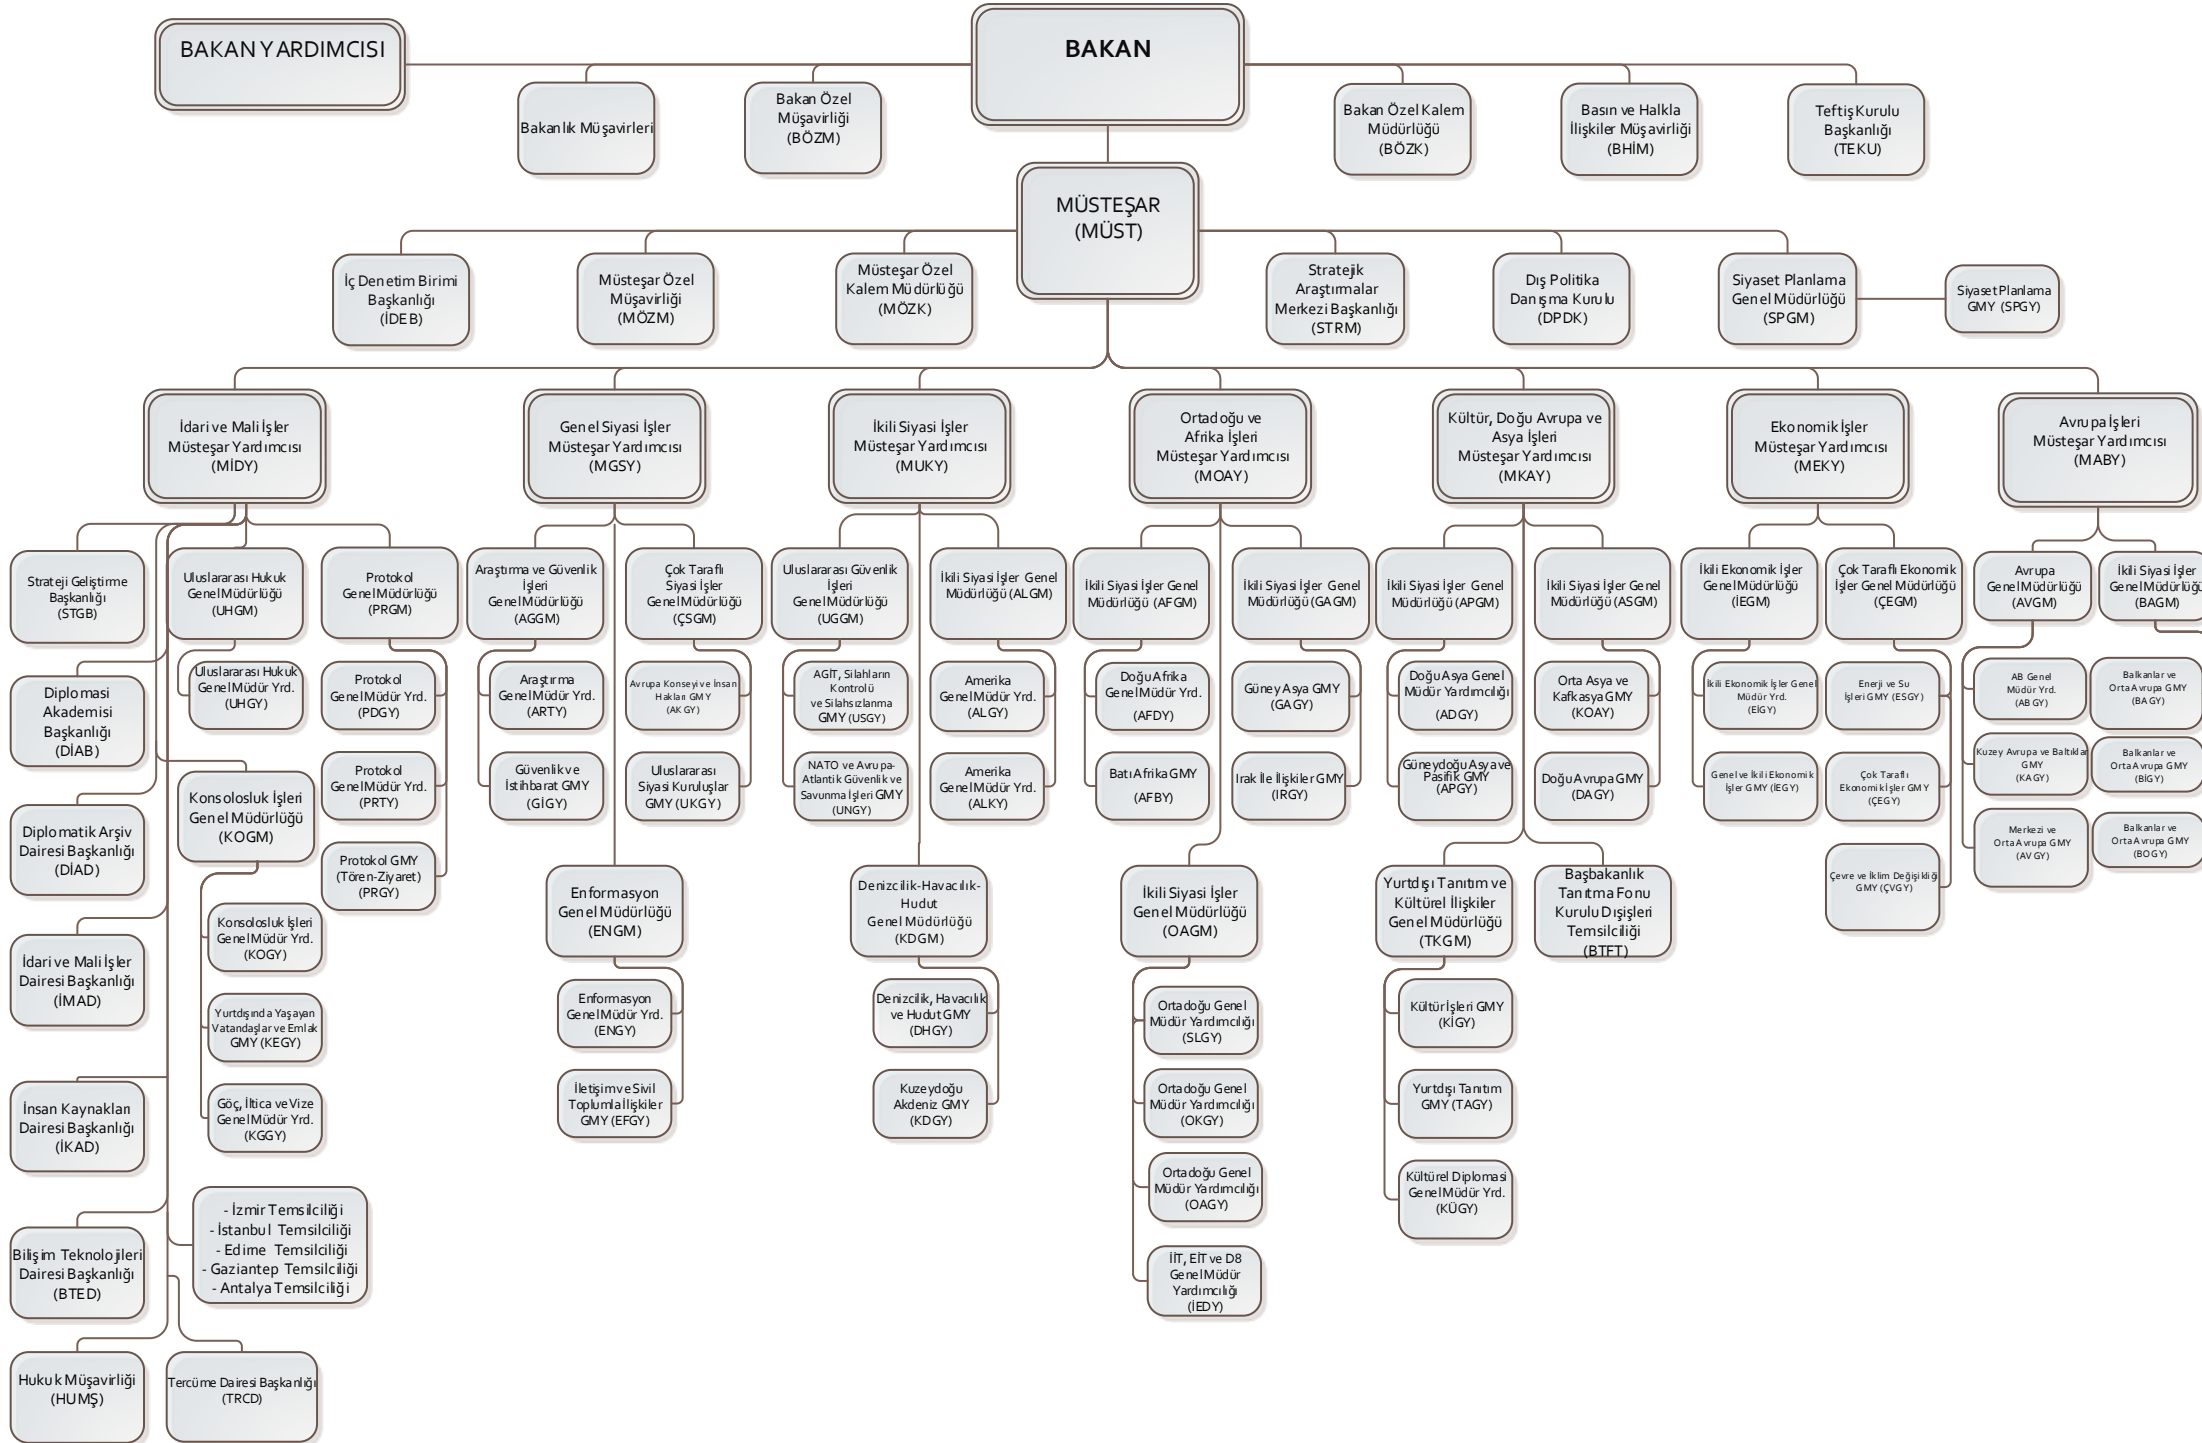 BAKAN YARDIMCISI
BAKAN
Bakanlık Müşavirleri
Bakan Özel
Müşavirliği
(BÖZM)
Bakan Özel Kalem
Müdürlüğü
(BÖZK)
Basın ve Halkla
İlişkiler Müşavirliği
(BHİM)
Teftiş Kurulu
Başkanlığı
(TEKU)
MÜSTEŞAR
(MÜST)
İç Denetim Birimi
Başkanlığı
(İDEB)
Müsteşar Özel
Müşavirliği
(MÖZM)
Müsteşar Özel
Kalem Müdürlüğü
(MÖZK)
Stratejik
Araştırmalar
Merkezi Başkanlığı
(STRM)
Dış Politika
Danışma Kurulu
(DPDK)
Siyaset Planlama
Genel Müdürlüğü
(SPGM)
Siyaset Planlama
GMY (SPGY)
İdari ve Mali İşler
Müsteşar Yardımcısı
(MİDY)
Genel Siyasi İşler
Müsteşar Yardımcısı
(MGSY)
İkili Siyasi İşler
Müsteşar Yardımcısı
(MUKY)
Ortadoğu ve
Afrika İşleri
Müsteşar Yardımcısı
(MOAY)
Kültür, Doğu Avrupa ve
Asya İşleri
Müsteşar Yardımcısı
(MKAY)
Ekonomik İşler
Müsteşar Yardımcısı
(MEKY)
Avrupa İşleri
Müsteşar Yardımcısı
(MABY)
Strateji Geliştirme
Başkanlığı
(STGB)
Uluslararası Hukuk
Genel Müdürlüğü
(UHGM)
Protokol
Genel Müdürlüğü
(PRGM)
Araştırma ve Güvenlik
İşleri
Genel Müdürlüğü
(AGGM)
Çok Taraflı
Siyasi İşler
Genel Müdürlüğü
(ÇSGM)
Uluslararası Güvenlik
İşleri
Genel Müdürlüğü
(UGGM)
İkili Siyasi İşler Genel
Müdürlüğü (ALGM)
İkili Siyasi İşler Genel
Müdürlüğü (AFGM)
İkili Siyasi İşler Genel
Müdürlüğü (GAGM)
İkili Siyasi İşler Genel
Müdürlüğü (APGM)
İkili Siyasi İşler Genel
Müdürlüğü (ASGM)
İkili Ekonomik İşler
Genel Müdürlüğü
(İEGM)
Çok Taraflı Ekonomik
İşler Genel Müdürlüğü
(ÇEGM)
Avrupa
Genel Müdürlüğü
(AVGM)
İkili Siyasi İşler
Genel Müdürlüğü
(BAGM)
Diplomasi
Akademisi
Başkanlığı
(DİAB)
Uluslararası Hukuk
Genel Müdür Yrd.
(UHGY)
Protokol
Genel Müdür Yrd.
(PDGY)
Araştırma
Genel Müdür Yrd.
(ARTY)
Avrupa Konseyi ve İnsan
Hakları GMY
(AKGY)
AGİT, Silahların
Kontrolü
ve Silahsızlanma
GMY (USGY)
Amerika
Genel Müdür Yrd.
(ALGY)
Doğu Afrika
Genel Müdür Yrd.
(AFDY)
Güney Asya GMY
(GAGY)
Doğu Asya Genel
Müdür Yardımcılığı
(ADGY)
Orta Asya ve
Kafkasya GMY
(KOAY)
İkili Ekonomik İşler Genel
Müdür Yrd.
(EİGY)
Enerji ve Su
İşleri GMY (ESGY)
AB Genel
Müdür Yrd.
(ABGY)
Balkanlar ve
Orta Avrupa GMY
(BAGY)
Protokol
Genel Müdür Yrd.
(PRTY)
Güvenlik ve
İstihbarat GMY
(GİGY)
Uluslararası
Siyasi Kuruluşlar
GMY (UKGY)
NATO ve Avrupa-
Atlantik Güvenlik ve
Savunma İşleri GMY
(UNGY)
Amerika
Genel Müdür Yrd.
(ALKY)
Batı Afrika GMY
(AFBY)
Irak İle İlişkiler GMY
(IRGY)
Güneydoğu Asya ve
Pasifik GMY
(APGY)
Doğu Avrupa GMY
(DAGY)
Genel ve İkili Ekonomik
İşler GMY (İEGY)
Çok Taraflı
Ekonomik İşler GMY
(ÇEGY)
Kuzey Avrupa ve Baltıklar
GMY
(KAGY)
Balkanlar ve
Orta Avrupa GMY
(BİGY)
Konsolosluk İşleri
Genel Müdürlüğü
(KOGM)
Diplomatik Arşiv
Dairesi Başkanlığı
(DİAD)
Protokol GMY
(Tören-Ziyaret)
(PRGY)
Merkezi ve
Orta Avrupa GMY
(AVGY)
Balkanlar ve
Orta Avrupa GMY
(BOGY)
Çevre ve İklim Değişikliği
GMY (ÇVGY)
Enformasyon
Genel Müdürlüğü
(ENGM)
Denizcilik-Havacılık-
Hudut
Genel Müdürlüğü
(KDGM)
İkili Siyasi İşler
Genel Müdürlüğü
(OAGM)
Yurtdışı Tanıtım ve
Kültürel İlişkiler
Genel Müdürlüğü
(TKGM)
Başbakanlık
Tanıtma Fonu
Kurulu Dışişleri
Temsilciliği
(BTFT)
İdari ve Mali İşler
Dairesi Başkanlığı
(İMAD)
Konsolosluk İşleri
Genel Müdür Yrd.
(KOGY)
Yurtdışında Yaşayan
Vatandaşlar ve Emlak
GMY (KEGY)
Enformasyon
Genel Müdür Yrd.
(ENGY)
Denizcilik, Havacılık
ve Hudut GMY
(DHGY)
Ortadoğu Genel
Müdür Yardımcılığı
(SLGY)
Kültür İşleri GMY
(KİGY)
İnsan Kaynakları
Dairesi Başkanlığı
(İKAD)
Göç, İltica ve Vize
Genel Müdür Yrd.
(KGGY)
İletişim ve Sivil
Toplumla İlişkiler
GMY (EFGY)
Kuzeydoğu
Akdeniz GMY
(KDGY)
Ortadoğu Genel
Müdür Yardımcılığı
(OKGY)
Yurtdışı Tanıtım
GMY (TAGY)
Ortadoğu Genel
Müdür Yardımcılığı
(OAGY)
Kültürel Diplomasi
Genel Müdür Yrd.
(KÜGY)
- İzmir Temsilciliği
- İstanbul Temsilciliği
- Edirne Temsilciliği
- Gaziantep Temsilciliği
- Antalya Temsilciliği
Bilişim Teknolojileri
Dairesi Başkanlığı
(BTED)
İİT, EİT ve D8
Genel Müdür
Yardımcılığı
(İEDY)
Hukuk Müşavirliği
(HUMŞ)
Tercüme Dairesi Başkanlığı
(TRCD)